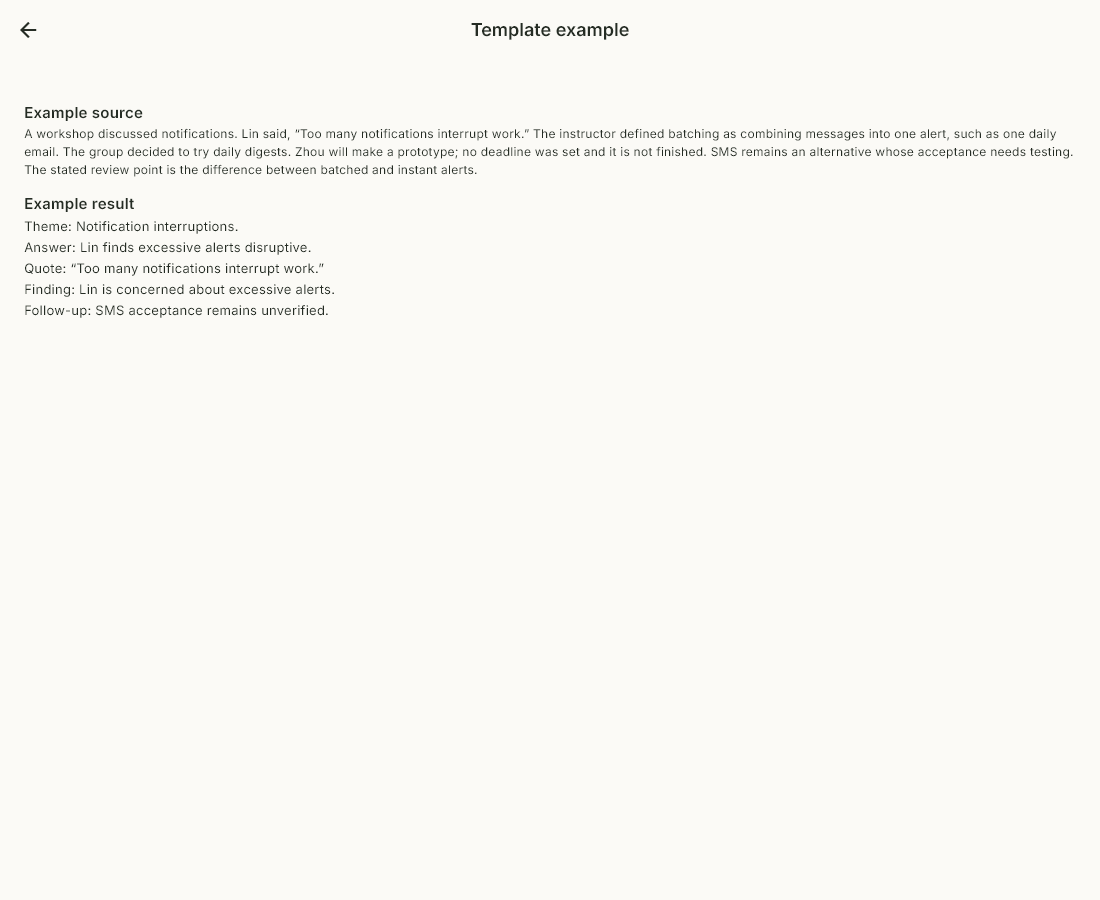 Template example
Example source
A workshop discussed notifications. Lin said, “Too many notifications interrupt work.” The instructor defined batching as combining messages into one alert, such as one daily
email. The group decided to try daily digests. Zhou will make a prototype; no deadline was set and it is not finished. SMS remains an alternative whose acceptance needs testing.
The stated review point is the difference between batched and instant alerts.
Example result
Theme: Notification interruptions.
Answer: Lin finds excessive alerts disruptive.
Quote: “Too many notifications interrupt work.”
Finding: Lin is concerned about excessive alerts.
Follow-up: SMS acceptance remains unverified.